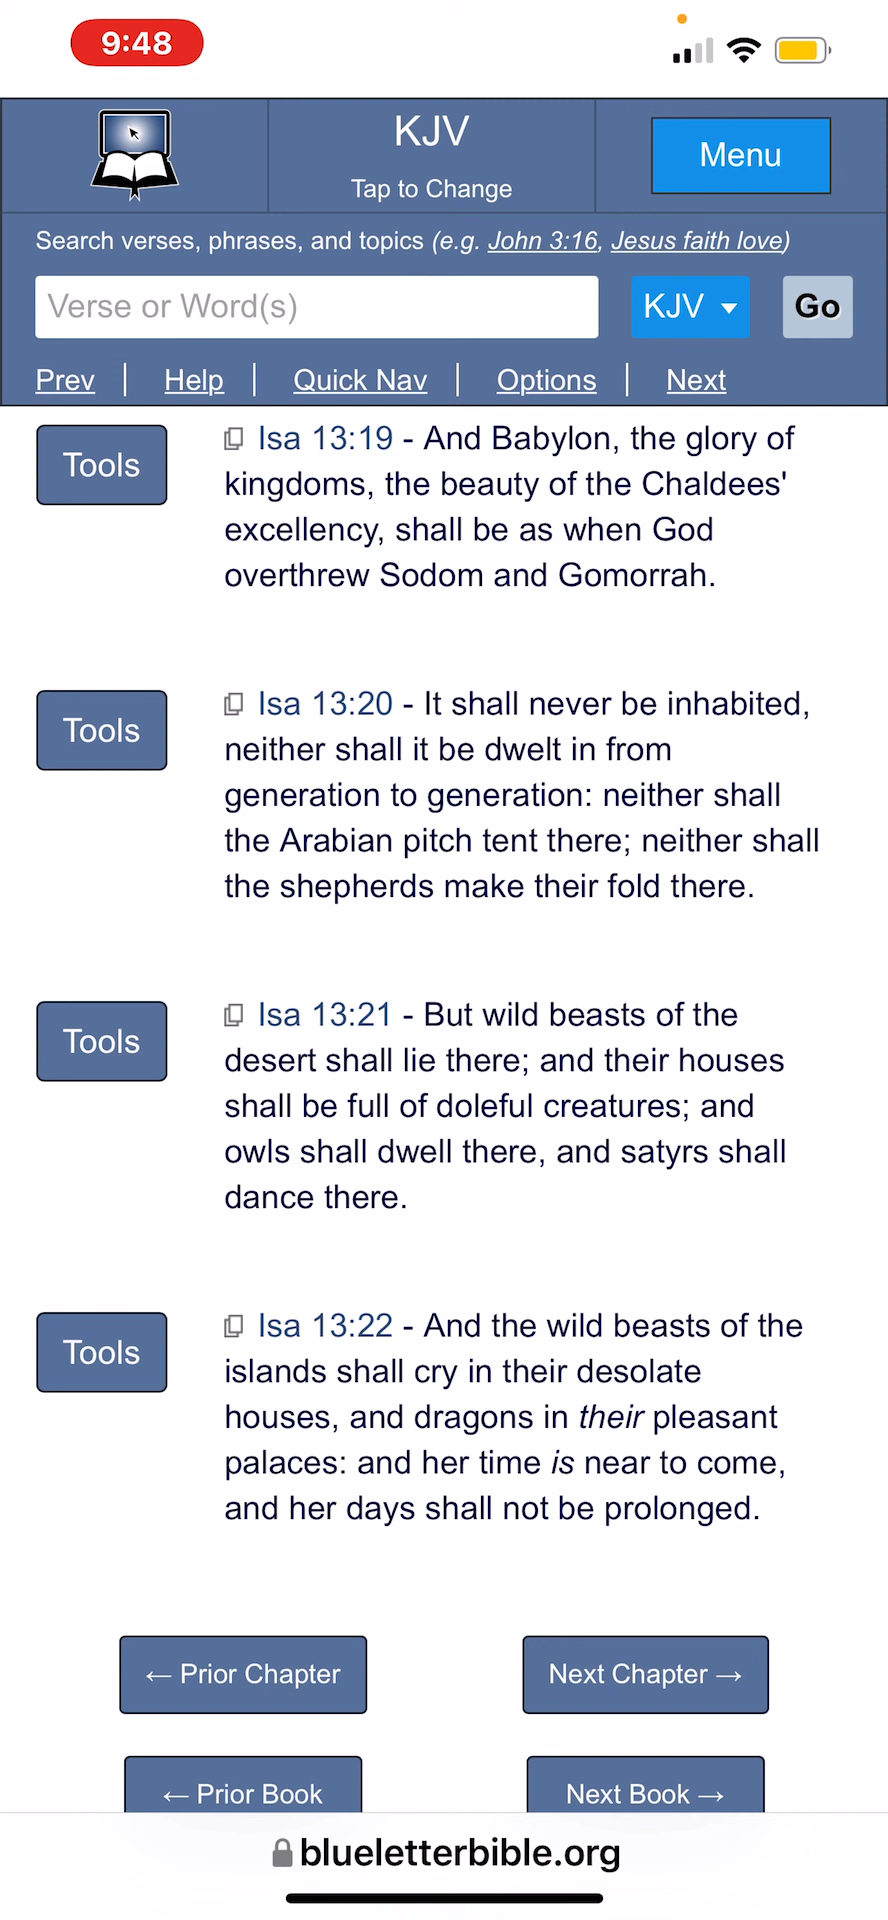 9:48
KJV
Tap to Change
Menu
Search verses, phrases, and topics (e.g. John 3:16, Jesus faith love)
Verse or Word(s)
KJV
Go
Prev | Help | Quick Nav | Options | Next
Tools
Isa 13:19 - And Babylon, the glory of
kingdoms, the beauty of the Chaldees'
excellency, shall be as when God
overthrew Sodom and Gomorrah.
Tools
Isa 13:20 - It shall never be inhabited,
neither shall it be dwelt in from
generation to generation: neither shall
the Arabian pitch tent there; neither shall
the shepherds make their fold there.
Tools
Isa 13:21 - But wild beasts of the
desert shall lie there; and their houses
shall be full of doleful creatures; and
owls shall dwell there, and satyrs shall
dance there.
Tools
Isa 13:22 - And the wild beasts of the
islands shall cry in their desolate
houses, and dragons in their pleasant
palaces: and her time is near to come,
and her days shall not be prolonged.
← Prior Chapter
Next Chapter →
← Prior Book
Next Book →
blueletterbible.org